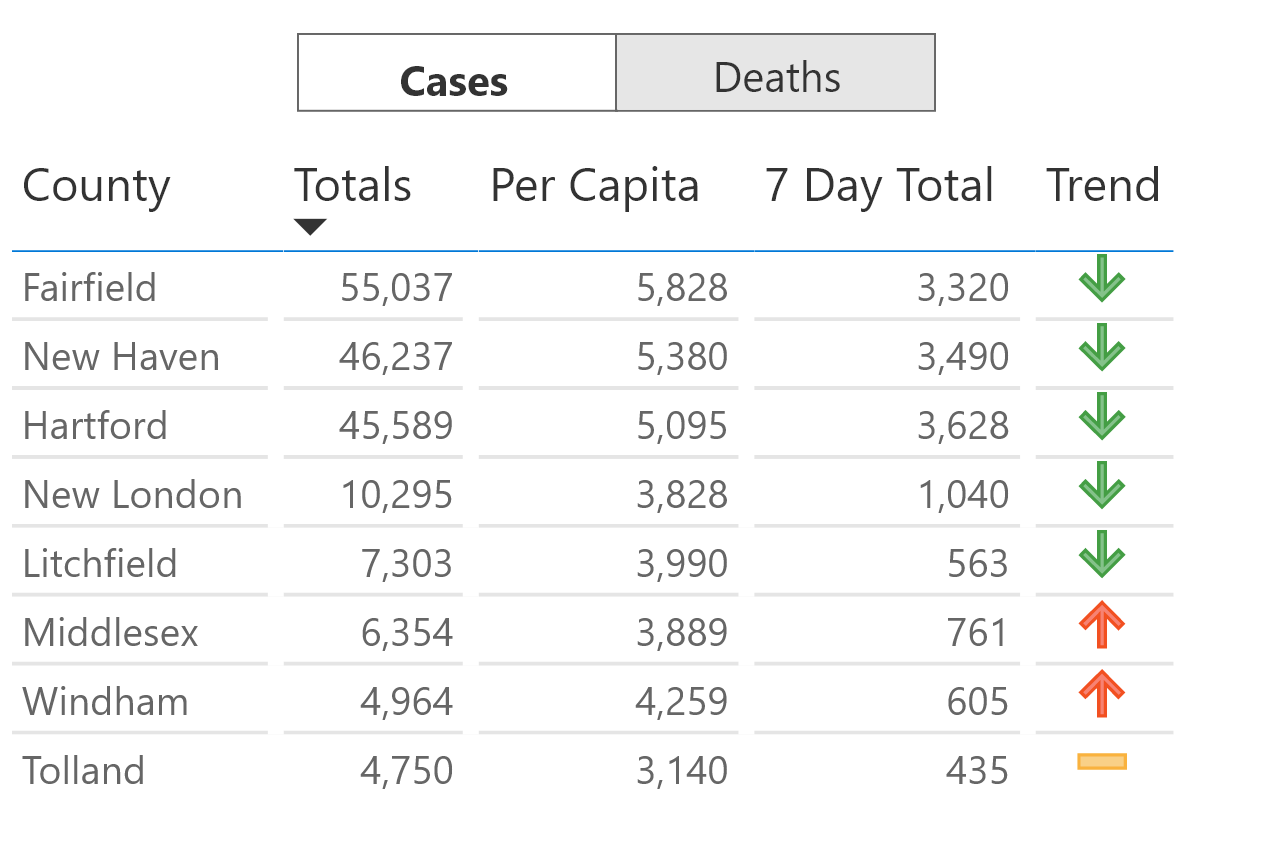 Cases Deaths
County Totals Per Capita 7 Day Total Trend
Fairfield 55,037 5,828 3,320
New Haven 46,237 5,380 3,490
Hartford 45,589 5,095 3,628
New London 10,295 3,828 1,040
Litchfield 7,303 3,990 563
Middlesex 6,354 3,889 761
Windham 4,964 4,259 605
Tolland 4,750 3,140 435